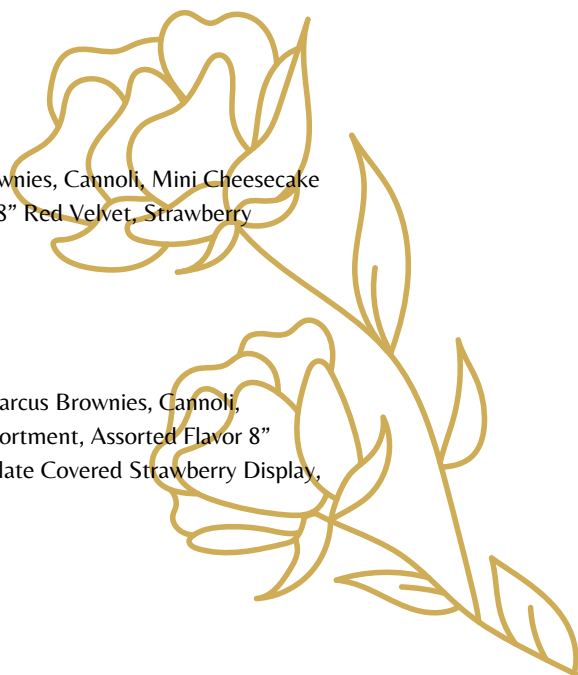 wnies, Cannoli, Mini Cheesecake
8” Red Velvet, Strawberry
arcus Brownies, Cannoli,
ortment, Assorted Flavor 8”
late Covered Strawberry Display,